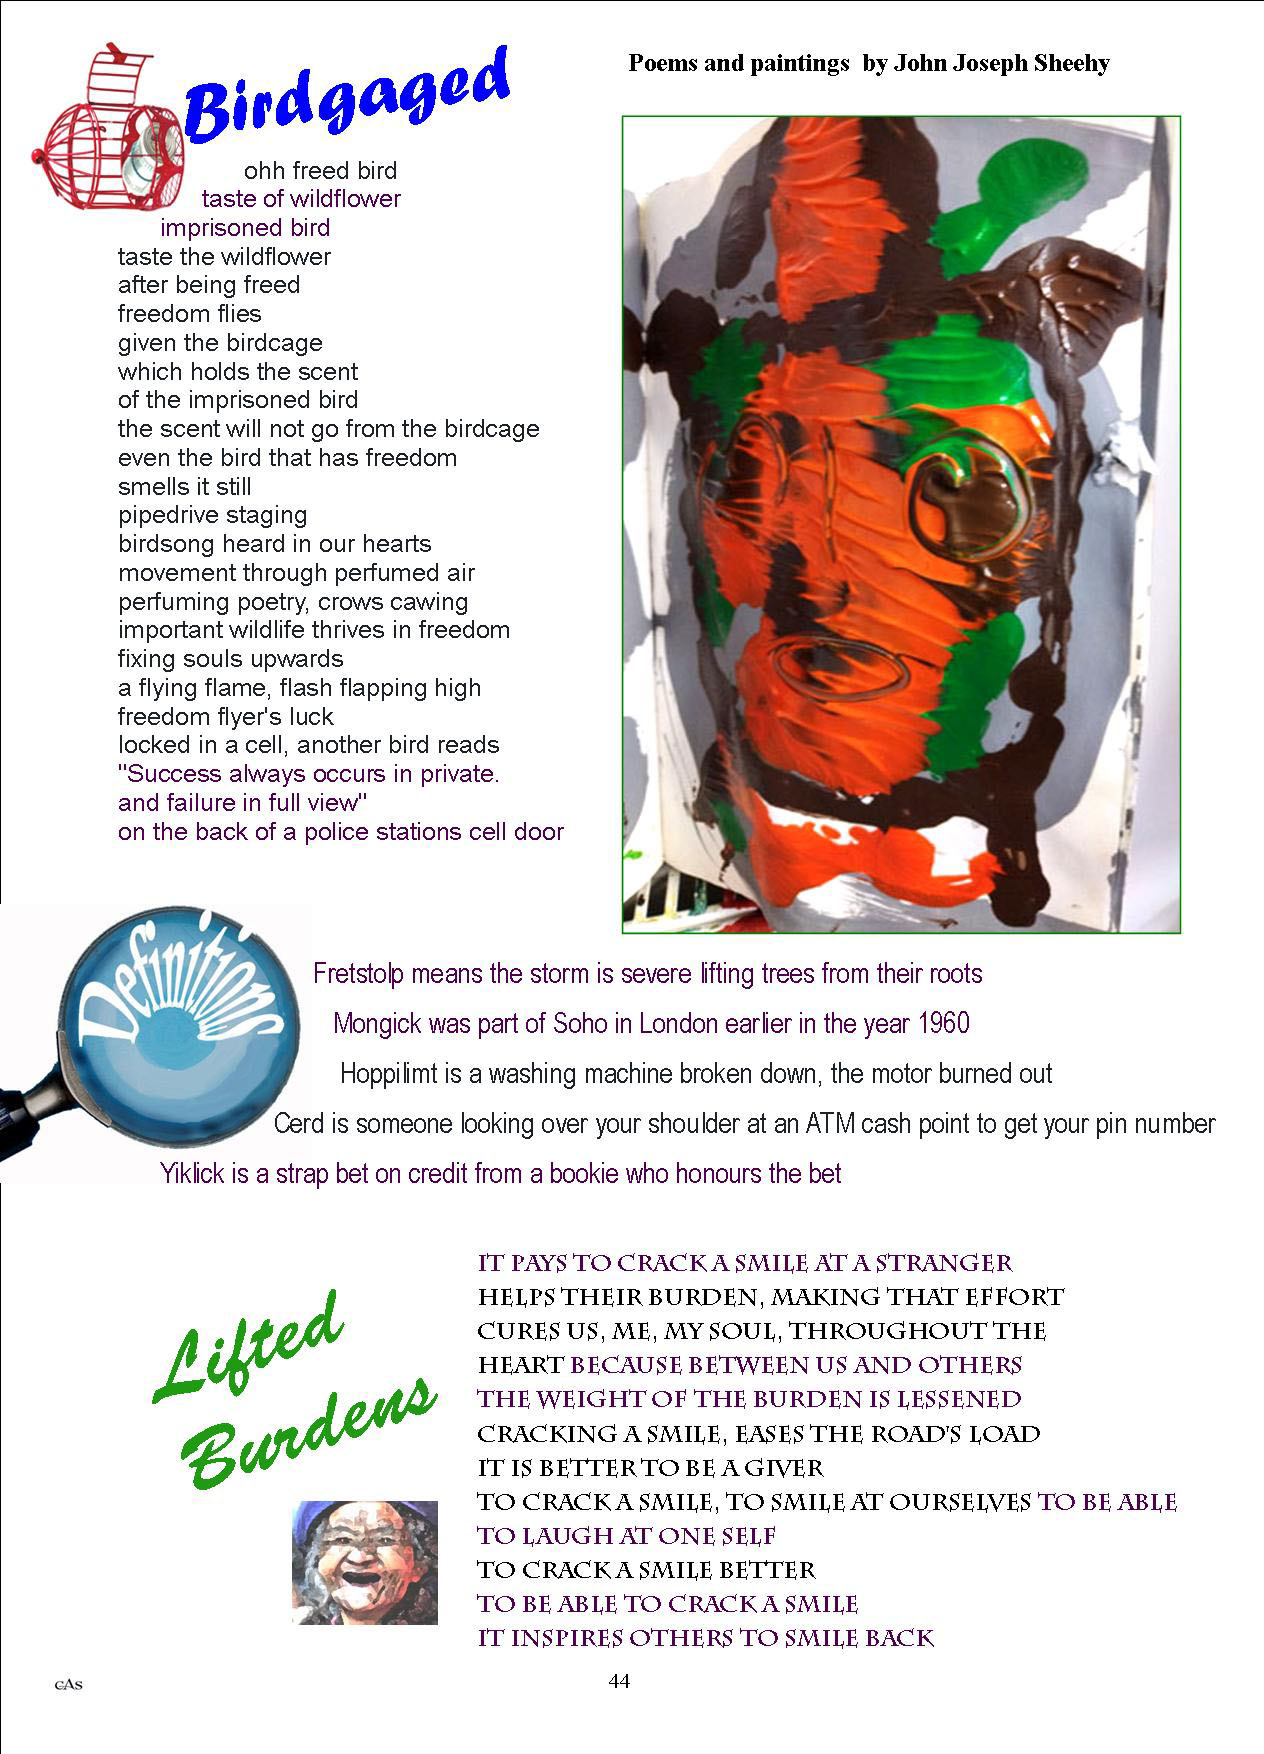 Birdgaged
Poems and paintings by John Joseph Sheehy
ohh freed bird
taste of wildflower
imprisoned bird
taste the wildflower
after being freed
freedom flies
given the birdcage
which holds the scent
of the imprisoned bird
the scent will not go from the birdcage
even the bird that has freedom
smells it still
pipedrive staging
birdsong heard in our hearts
movement through perfumed air
perfuming poetry, crows cawing
important wildlife thrives in freedom
fixing souls upwards
a flying flame, flash flapping high
freedom flyer's luck
locked in a cell, another bird reads
"Success always occurs in private.
and failure in full view"
on the back of a police stations cell door
Definitions
Fretstolp means the storm is severe lifting trees from their roots
Mongick was part of Soho in London earlier in the year 1960
Hoppilimt is a washing machine broken down, the motor burned out
Cerd is someone looking over your shoulder at an ATM cash point to get your pin number
Yiklick is a strap bet on credit from a bookie who honours the bet
Lifted
Burdens
IT PAYS TO CRACK A SMILE AT A STRANGER
HELPS THEIR BURDEN, MAKING THAT EFFORT
CURES US, ME, MY SOUL, THROUGHOUT THE
HEART BECAUSE BETWEEN US AND OTHERS
THE WEIGHT OF THE BURDEN IS LESSENED
CRACKING A SMILE, EASES THE ROAD'S LOAD
IT IS BETTER TO BE A GIVER
TO CRACK A SMILE, TO SMILE AT OURSELVES TO BE ABLE
TO LAUGH AT ONE SELF
TO CRACK A SMILE BETTER
TO BE ABLE TO CRACK A SMILE
IT INSPIRES OTHERS TO SMILE BACK
cAs
44